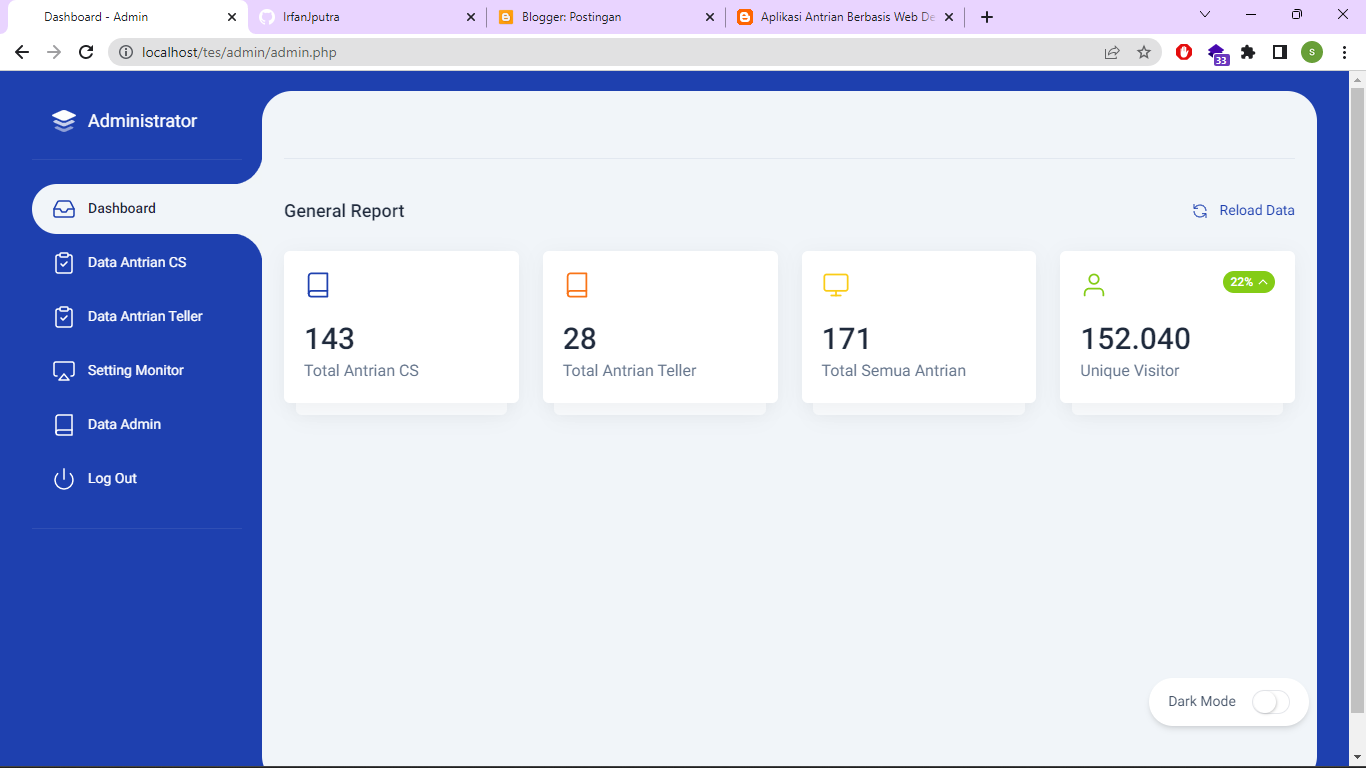 Dashboard - Admin
IrfanJputra
Blogger: Postingan
Aplikasi Antrian Berbasis Web De
localhost/tes/admin/admin.php
33
S
Administrator
Dashboard
Data Antrian CS
Data Antrian Teller
Setting Monitor
Data Admin
Log Out
General Report
Reload Data
143
Total Antrian CS
28
Total Antrian Teller
171
Total Semua Antrian
22%
152.040
Unique Visitor
Dark Mode